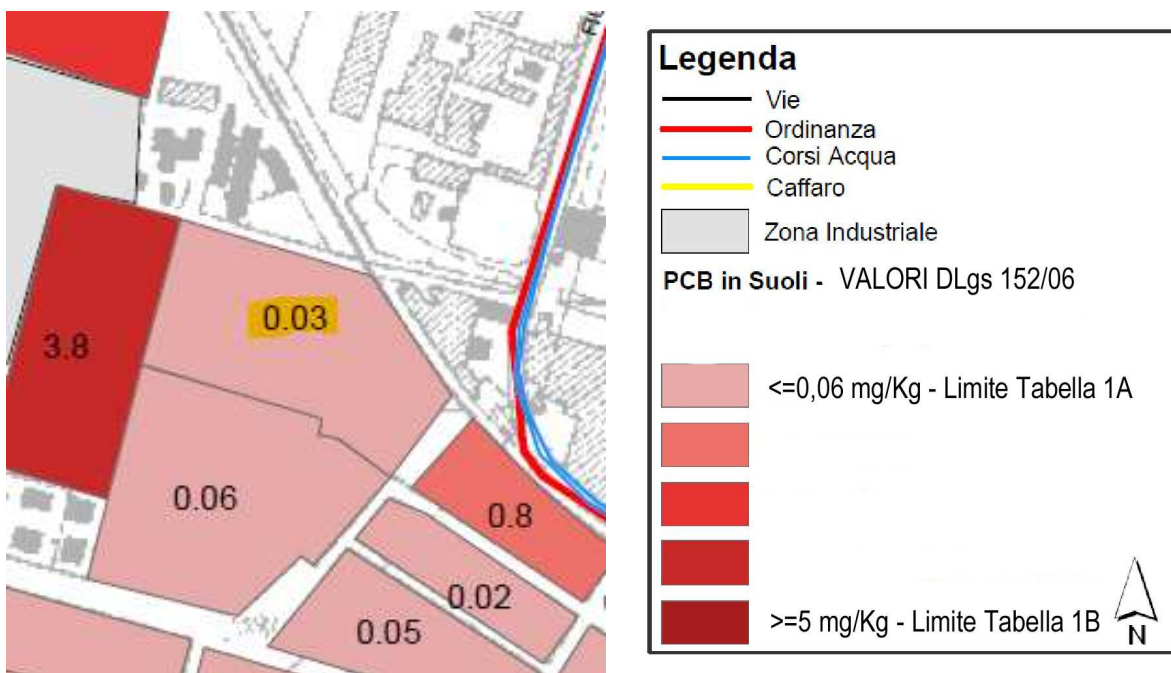 0.03
3.8
0.06
0.8
0.02
0.05
Legenda
Vie
Ordinanza
Corsi Acqua
Caffaro
Zona Industriale
PCB in Suoli - VALORI DLgs 152/06
<=0,06 mg/Kg - Limite Tabella 1A
>=5 mg/Kg - Limite Tabella 1B
N